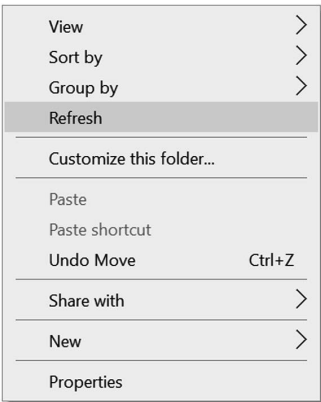 View
Sort by
Group by
Refresh
Customize this folder...
Paste
Paste shortcut
Undo Move Ctrl+Z
Share with
New
Properties